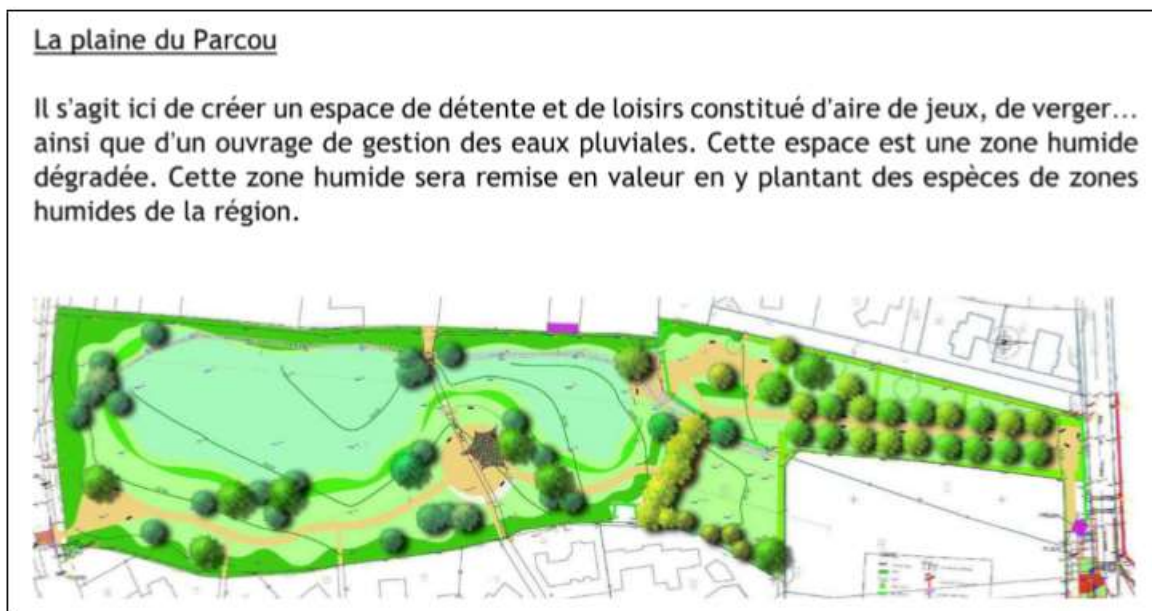 La plaine du Parcou
Il s'agit ici de créer un espace de détente et de loisirs constitué d'aire de jeux, de verger...
ainsi que d'un ouvrage de gestion des eaux pluviales. Cette espace est une zone humide
dégradée. Cette zone humide sera remise en valeur en y plantant des espèces de zones
humides de la région.